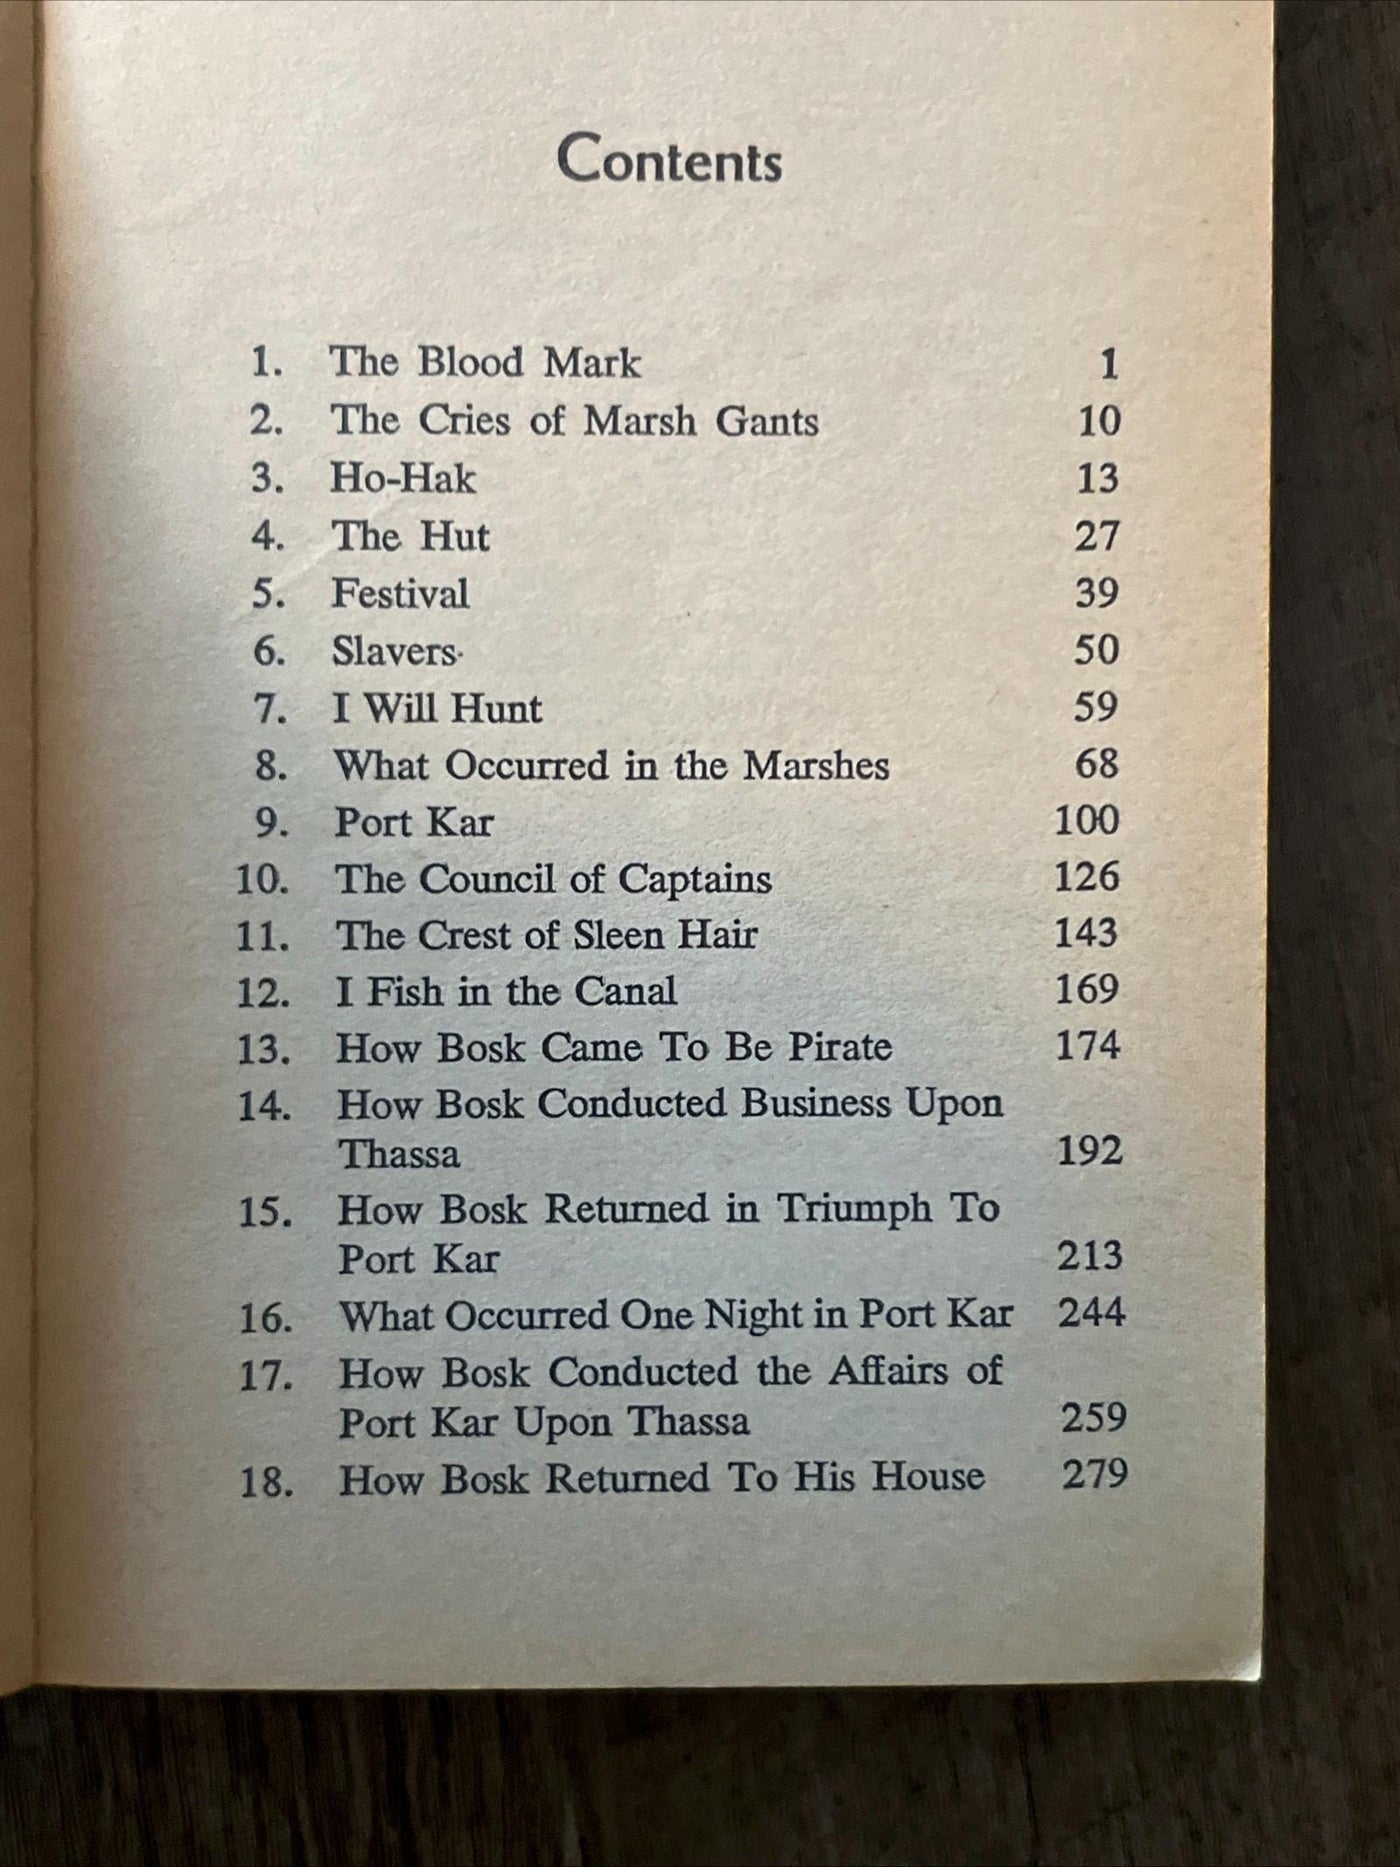 Contents
1. The Blood Mark 1
2. The Cries of Marsh Gants 10
3. Ho-Hak 13
4. The Hut 27
5. Festival 39
6. Slavers 50
7. I Will Hunt 59
8. What Occurred in the Marshes 68
9. Port Kar 100
10. The Council of Captains 126
11. The Crest of Sleen Hair 143
12. I Fish in the Canal 169
13. How Bosk Came To Be Pirate 174
14. How Bosk Conducted Business Upon
Thassa 192
15. How Bosk Returned in Triumph To
Port Kar 213
16. What Occurred One Night in Port Kar 244
17. How Bosk Conducted the Affairs of
Port Kar Upon Thassa 259
18. How Bosk Returned To His House 279